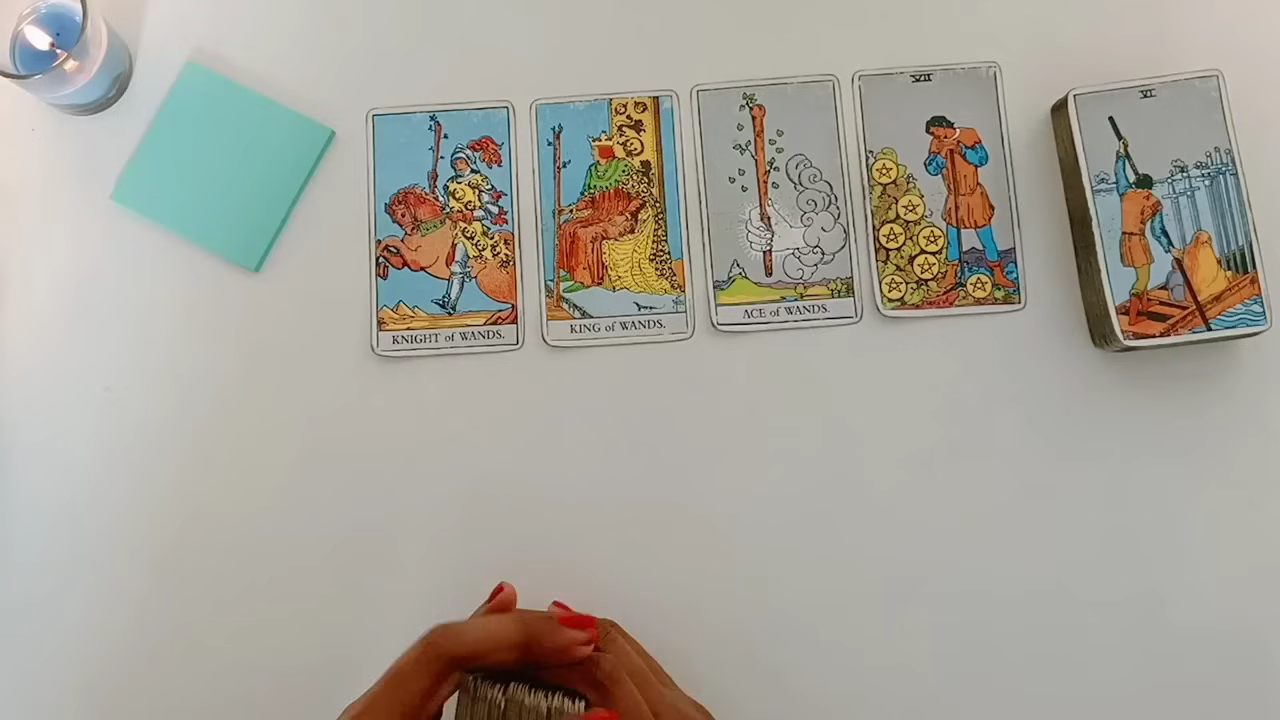 KNIGHT of WANDS.
KING of WANDS.
ACE of WANDS.
VII
VI